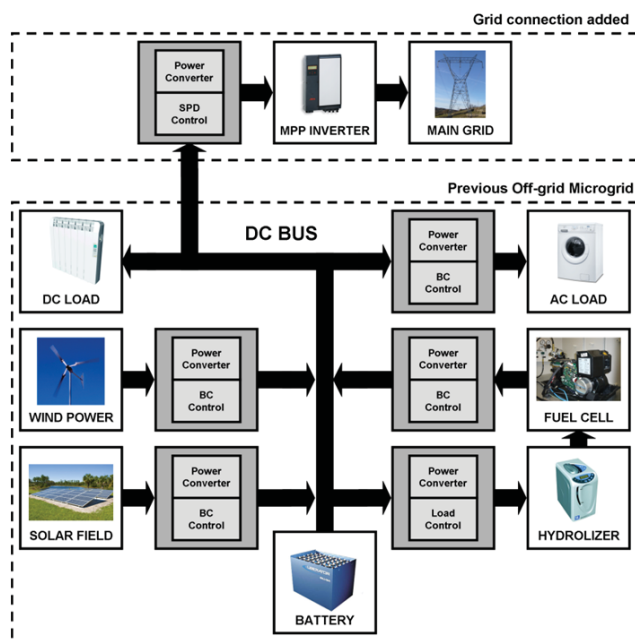 Grid connection added
Power
Converter
SPD
Control
MPP INVERTER
MAIN GRID
Previous Off-grid Microgrid
DC BUS
DC LOAD
Power
Converter
BC
Control
AC LOAD
WIND POWER
Power
Converter
BC
Control
Power
Converter
BC
Control
FUEL CELL
SOLAR FIELD
Power
Converter
BC
Control
Power
Converter
Load
Control
HYDROLIZER
BATTERY